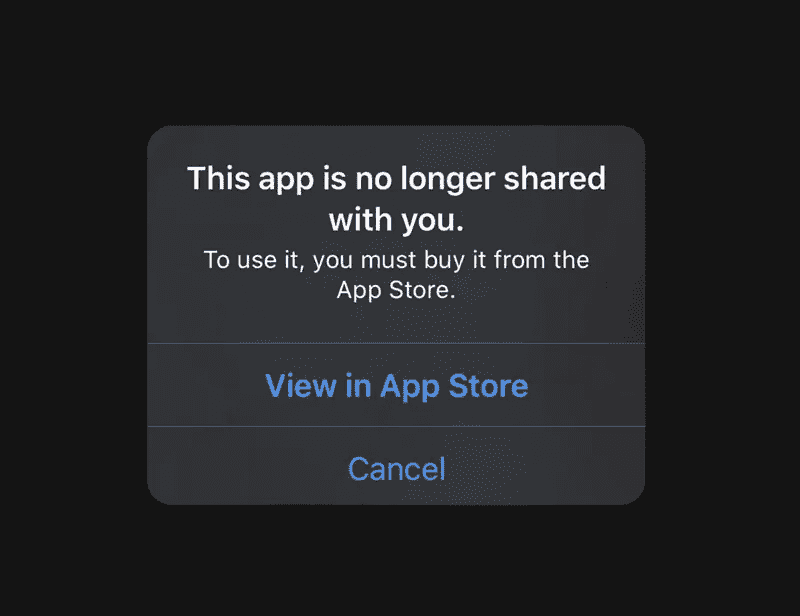 This app is no longer shared
with you.
To use it, you must buy it from the
App Store.
View in App Store
Cancel